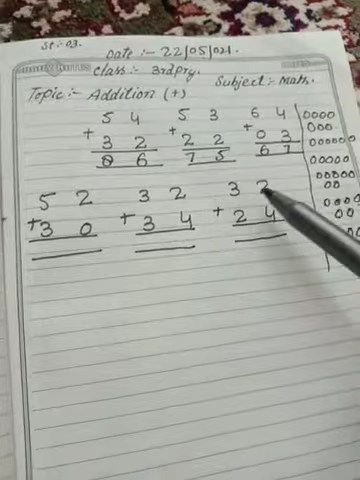 St:- 03.
Date :- 22/05/021.
Class:- 3rd pry.
Subject :- Math.
Topic :- Addition (+)
5 4 5 3 6 4
+ 3 2 + 2 2 + 0 3
8 6 7 5 6 7
5 2 3 2 3 2
+3 0 + 3 4 + 2 4